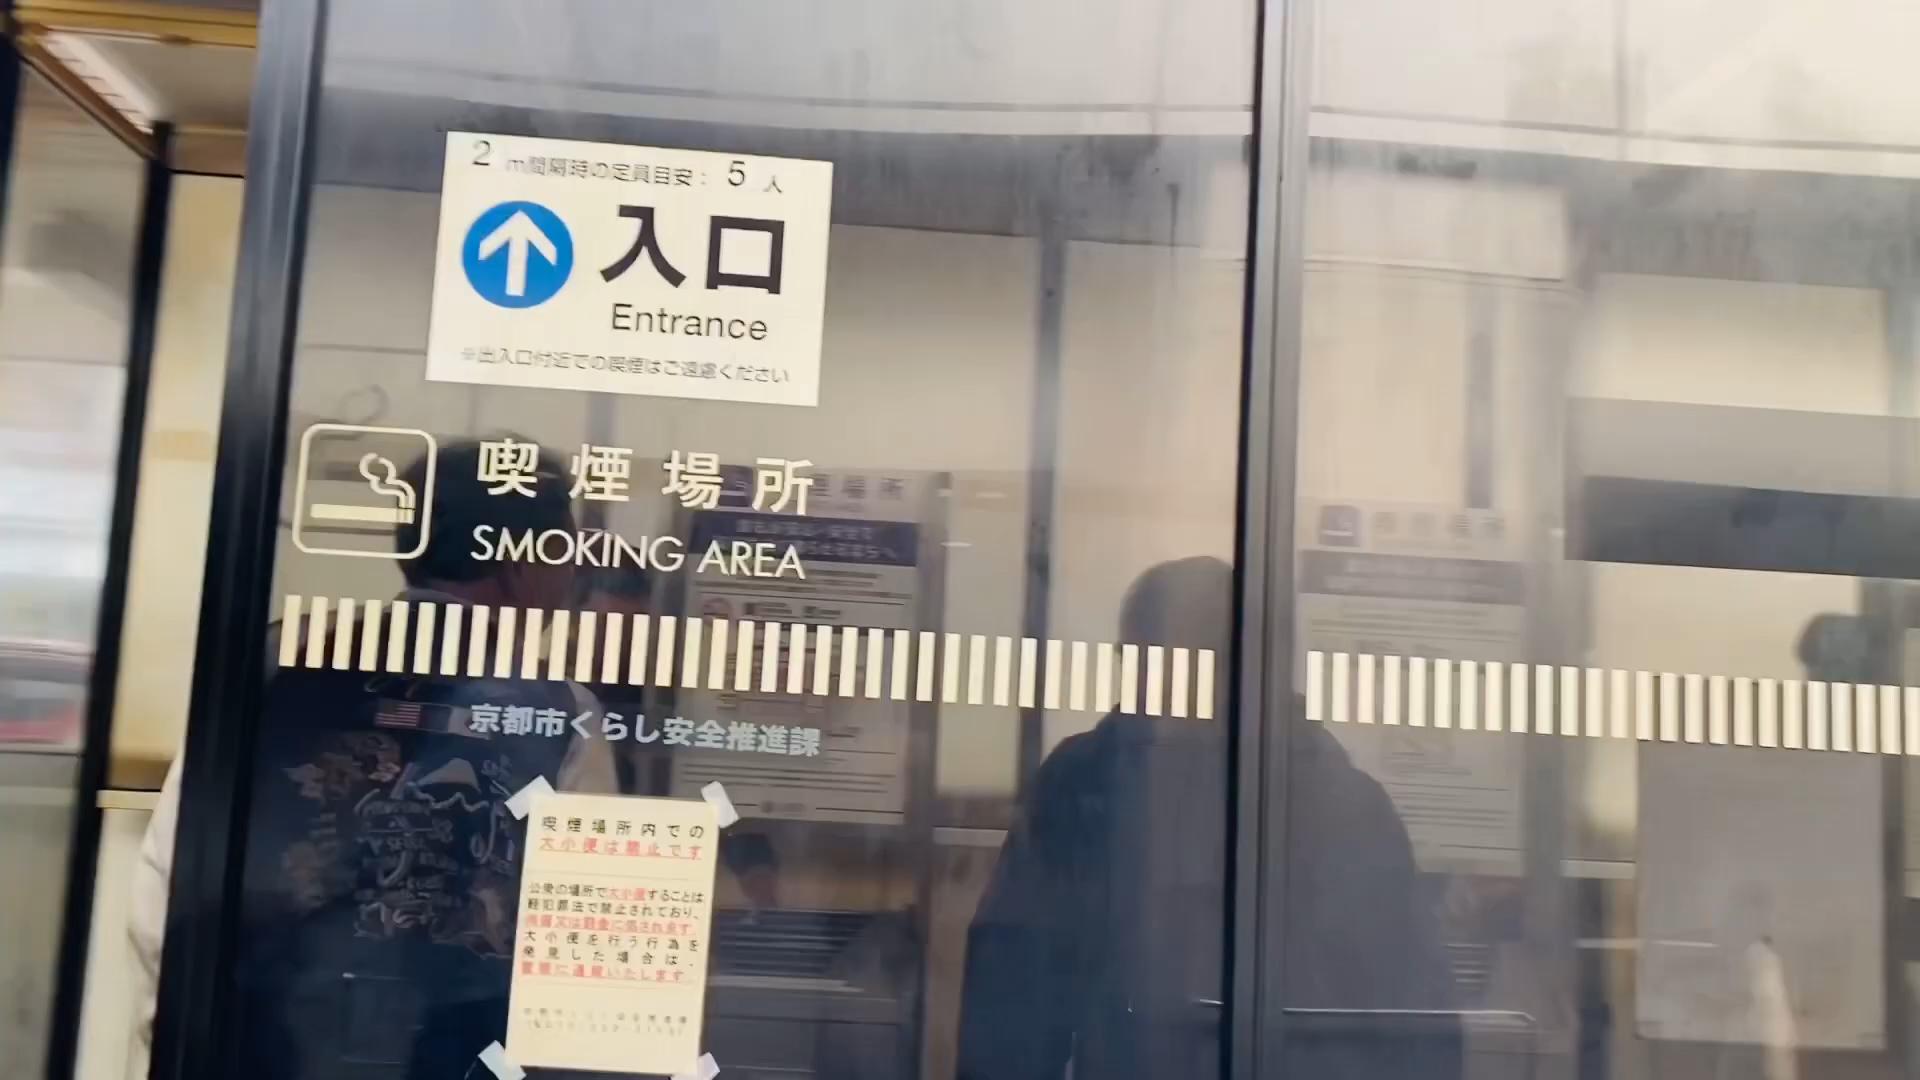 2 m間隔時の定員目安： 5 人
入口
Entrance
※出入口付近での喫煙はご遠慮ください
喫煙場所
SMOKING AREA
京都市くらし安全推進課
喫煙場所内での
大小便は禁止です
公衆の場所で大小便することは
軽犯罪法で禁止されており、
拘留又は罰金に処されます。
大小便を行う行為を
発見した場合は、
警察に通報いたします。